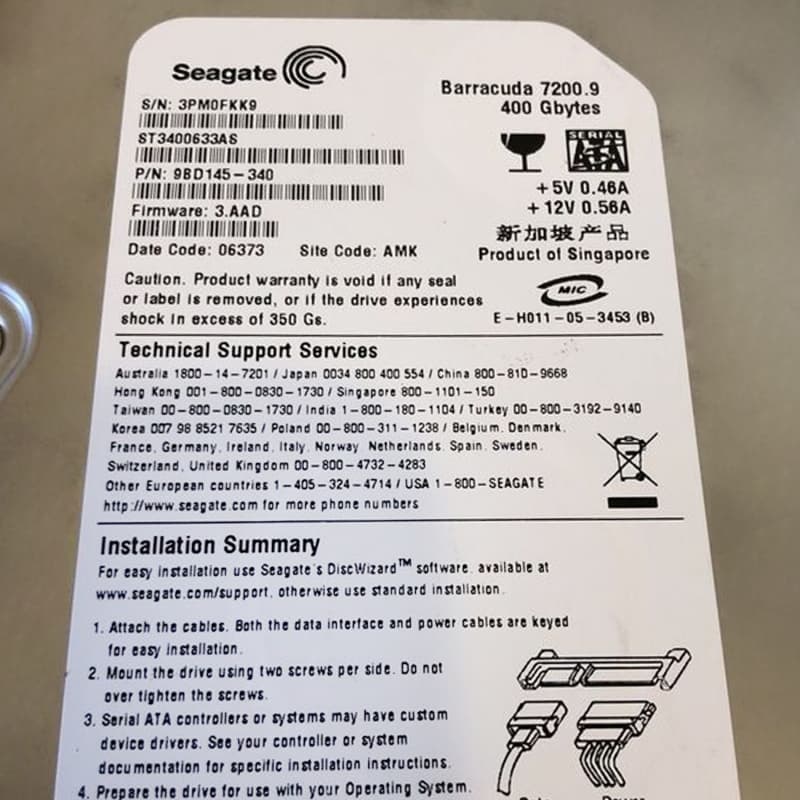 Seagate
Barracuda 7200.9
400 Gbytes
S/N: 3PM0FKK9
ST3400633AS
P/N: 9BD145-340
Firmware: 3.AAD
Date Code: 06373 Site Code: AMK
SERIAL
ATA
+5V 0.46A
+12V 0.56A
新加坡产品
Product of Singapore
Caution. Product warranty is void if any seal
or label is removed, or if the drive experiences
shock in excess of 350 Gs.
MIC
E-H011-05-3453 (B)
Technical Support Services
Australia 1800-14-7201 / Japan 0034 800 400 554 / China 800-810-9668
Hong Kong 001-800-0830-1730 / Singapore 800-1101-150
Taiwan 00-800-0830-1730 / India 1-800-180-1104 / Turkey 00-800-3192-9140
Korea 007 98 8521 7635 / Poland 00-800-311-1238 / Belgium, Denmark,
France, Germany, Ireland, Italy, Norway, Netherlands, Spain, Sweden,
Switzerland, United Kingdom 00-800-4732-4283
Other European countries 1-405-324-4714 / USA 1-800-SEAGATE
http://www.seagate.com for more phone numbers
Installation Summary
For easy installation use Seagate's DiscWizard™ software, available at
www.seagate.com/support, otherwise use standard installation.
1. Attach the cables. Both the data interface and power cables are keyed
for easy installation.
2. Mount the drive using two screws per side. Do not
over tighten the screws.
3. Serial ATA controllers or systems may have custom
device drivers. See your controller or system
documentation for specific installation instructions.
4. Prepare the drive for use with your Operating System.